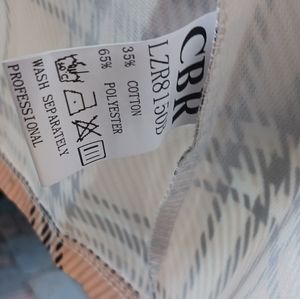 CBR
LZR8150B
35% COTTON
65% POLYESTER
WASH SEPARATELY
PROFESSIONAL